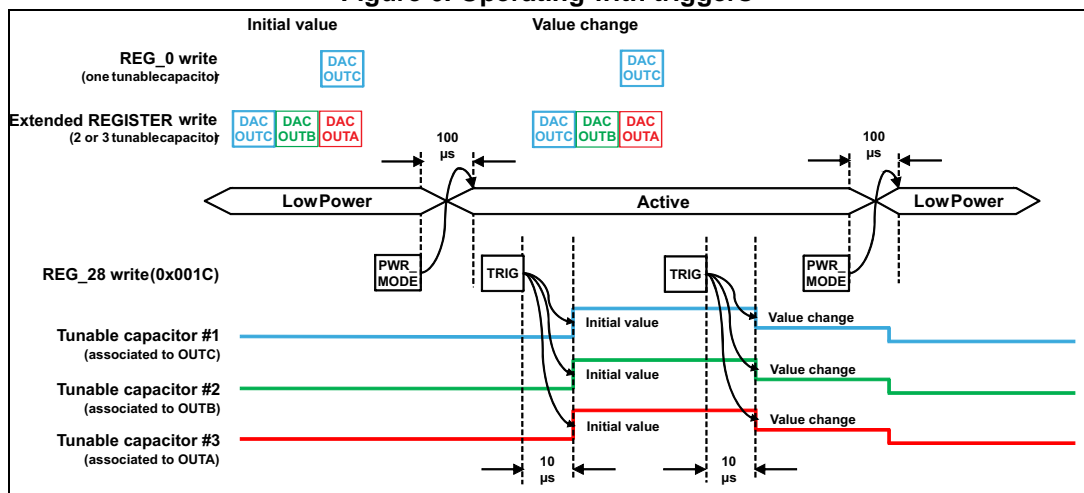 Figure 6. Operating with triggers
Initial value
Value change
REG_0 write
(one tunablecapacitor)
DAC
OUTC
DAC
OUTC
Extended REGISTER write
(2 or 3 tunablecapacitor)
DAC
OUTC
DAC
OUTB
DAC
OUTA
DAC
OUTC
DAC
OUTB
DAC
OUTA
100
µs
100
µs
LowPower
Active
LowPower
REG_28 write(0x001C)
PWR_
MODE
TRIG
TRIG
PWR_
MODE
Tunable capacitor #1
(associated to OUTC)
Initial value
Value change
Tunable capacitor #2
(associated to OUTB)
Initial value
Value change
Tunable capacitor #3
(associated to OUTA)
Initial value
Value change
10
µs
10
µs